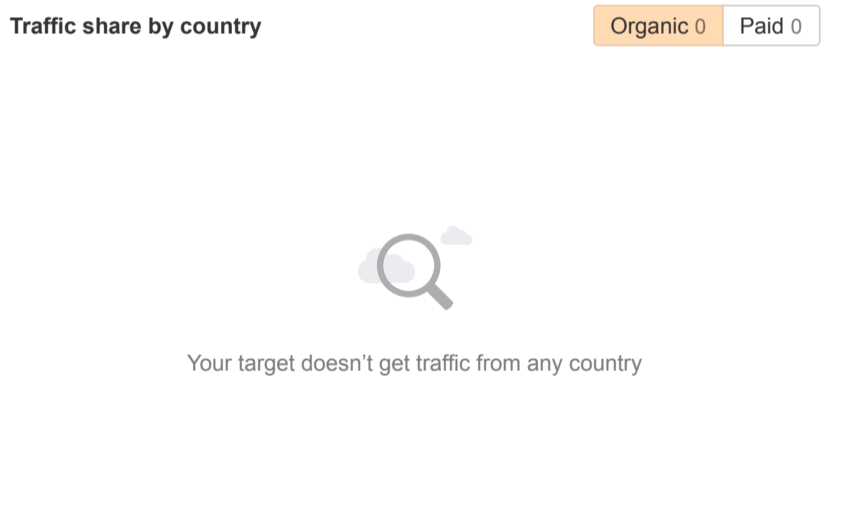 Traffic share by country
Organic 0
Paid 0
Your target doesn’t get traffic from any country